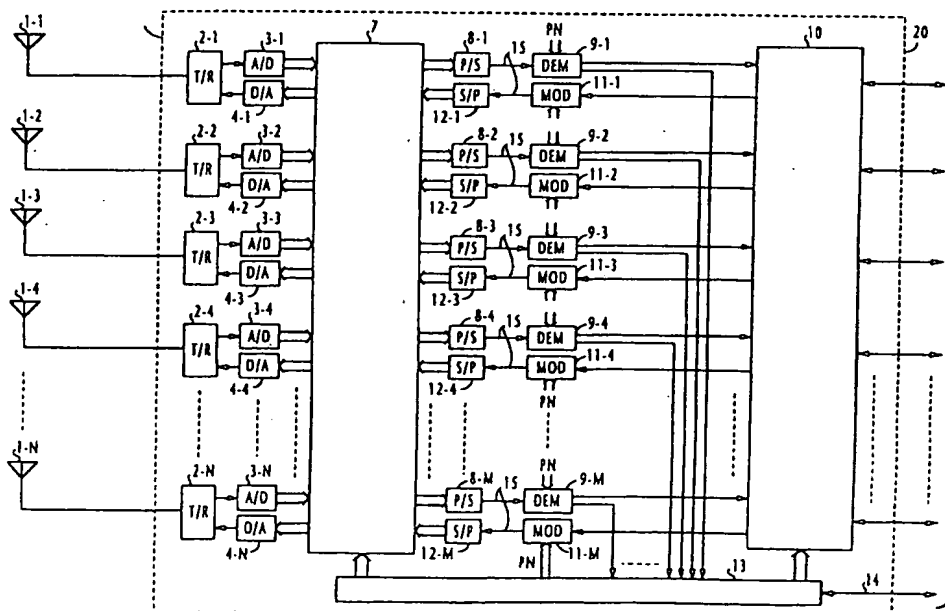 1-1
2-1
3-1
7
8-1
15
PN
9-1
10
20
T/R
A/D
P/S
DEM
D/A
S/P
MOD
11-1
4-1
12-1
1-2
2-2
3-2
8-2
15
9-2
T/R
A/D
P/S
DEM
D/A
S/P
MOD
11-2
4-2
12-2
1-3
2-3
3-3
8-3
15
9-3
T/R
A/D
P/S
DEM
D/A
S/P
MOD
11-3
4-3
12-3
1-4
2-4
3-4
8-4
15
9-4
T/R
A/D
P/S
DEM
D/A
S/P
MOD
11-4
4-4
12-4
PN
1-N
2-N
3-N
8-M
15
PN
9-M
T/R
A/D
P/S
DEM
D/A
S/P
MOD
4-N
12-M
PN
11-M
13
14